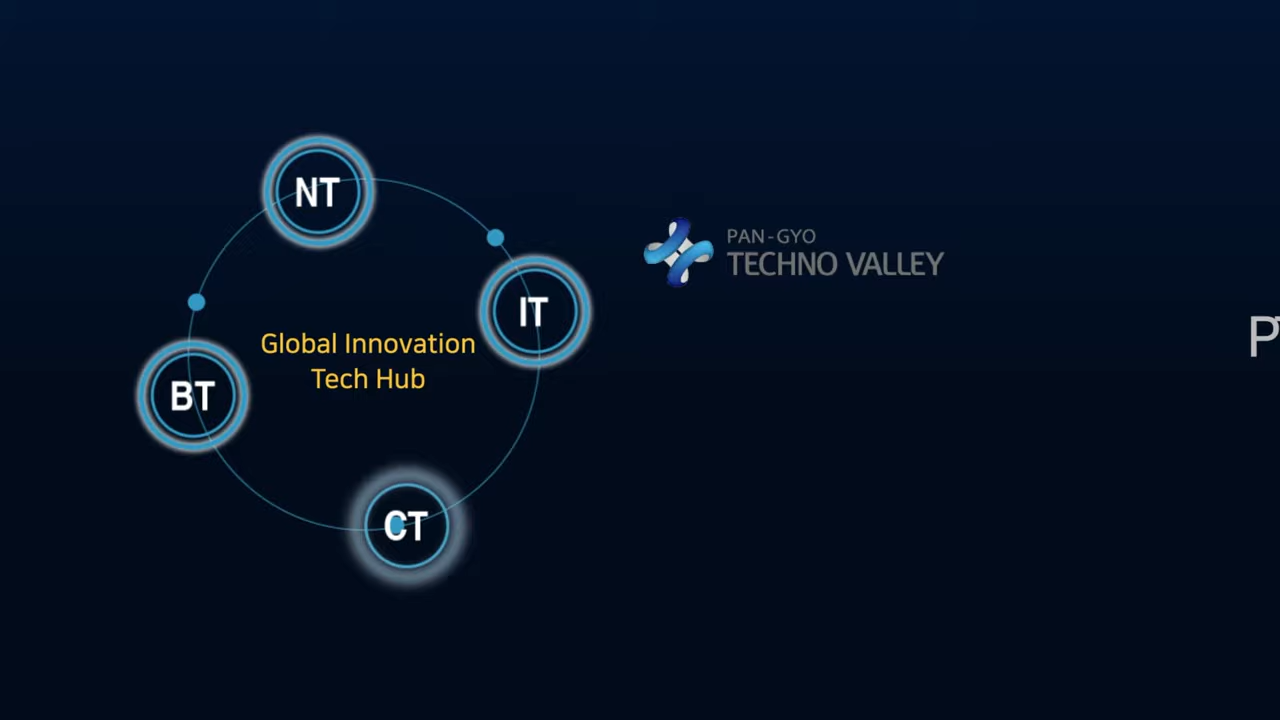 NT
IT
Global Innovation
Tech Hub
BT
CT
PAN-GYO
TECHNO VALLEY